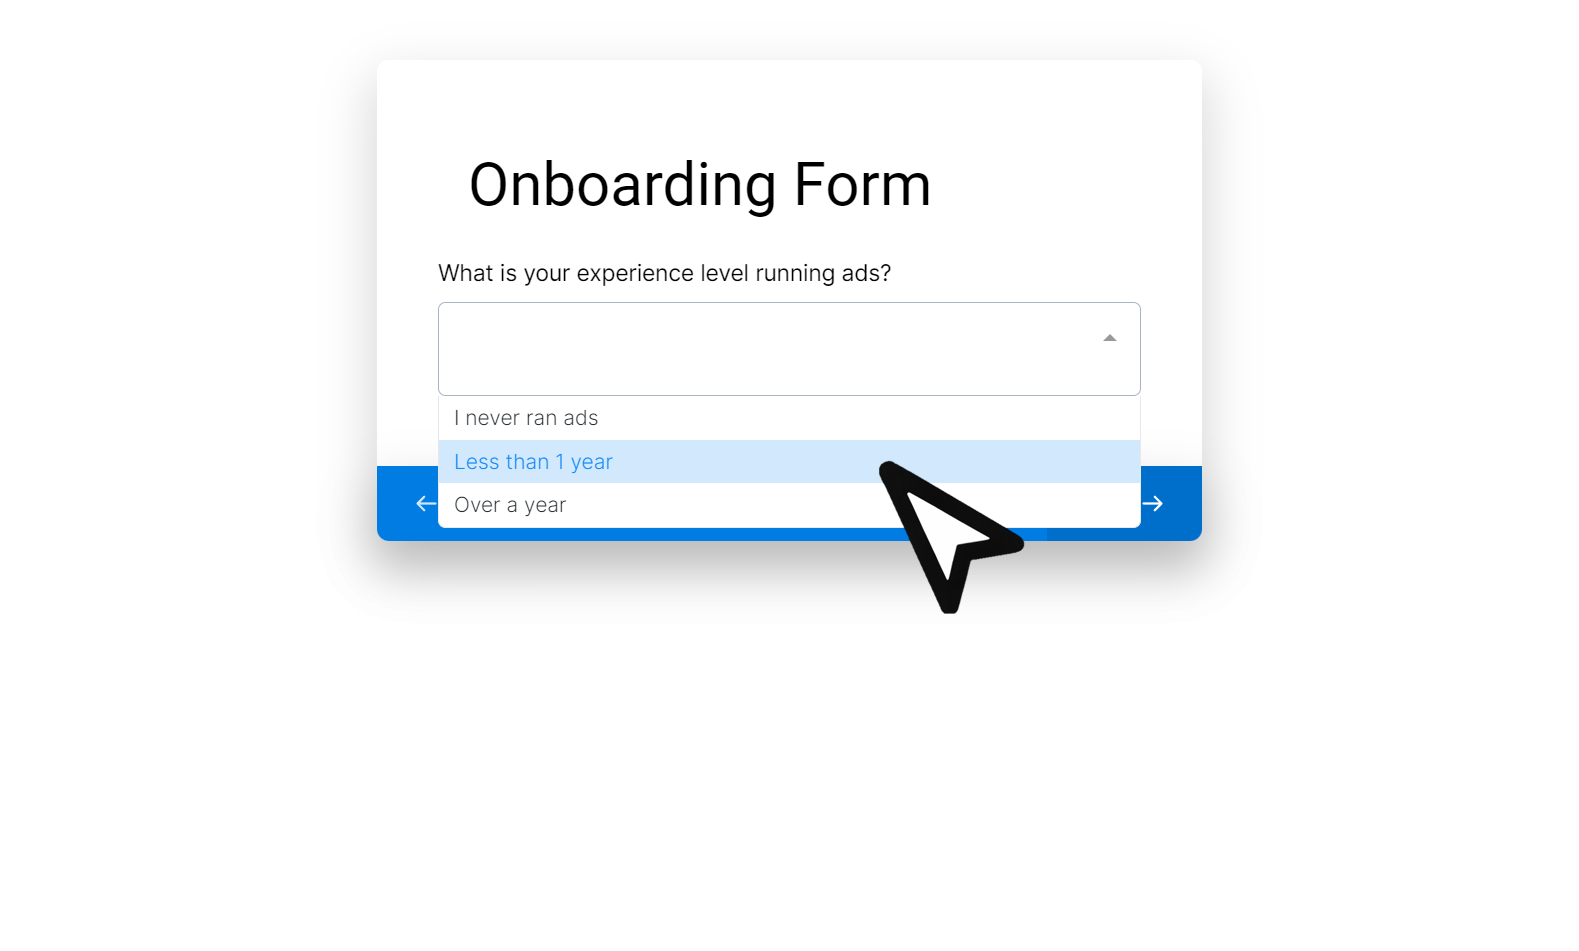 Onboarding Form
What is your experience level running ads?
I never ran ads
Less than 1 year
Over a year